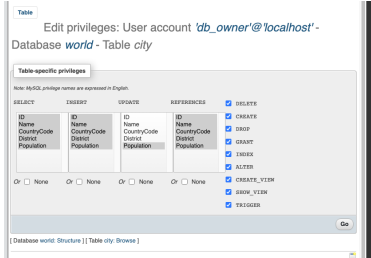 Table
Edit privileges: User account 'db_owner'@'localhost' -
Database world - Table city
Table-specific privileges
Note: MySQL privilege names are expressed in English.
SELECT INSERT UPDATE REFERENCES
ID ID ID ID
Name Name Name Name
CountryCode CountryCode CountryCode CountryCode
District District District District
Population Population Population Population
Or None Or None Or None Or None
DELETE
CREATE
DROP
GRANT
INDEX
ALTER
CREATE_VIEW
SHOW_VIEW
TRIGGER
Go
[ Database world: Structure ] [ Table city: Browse ]